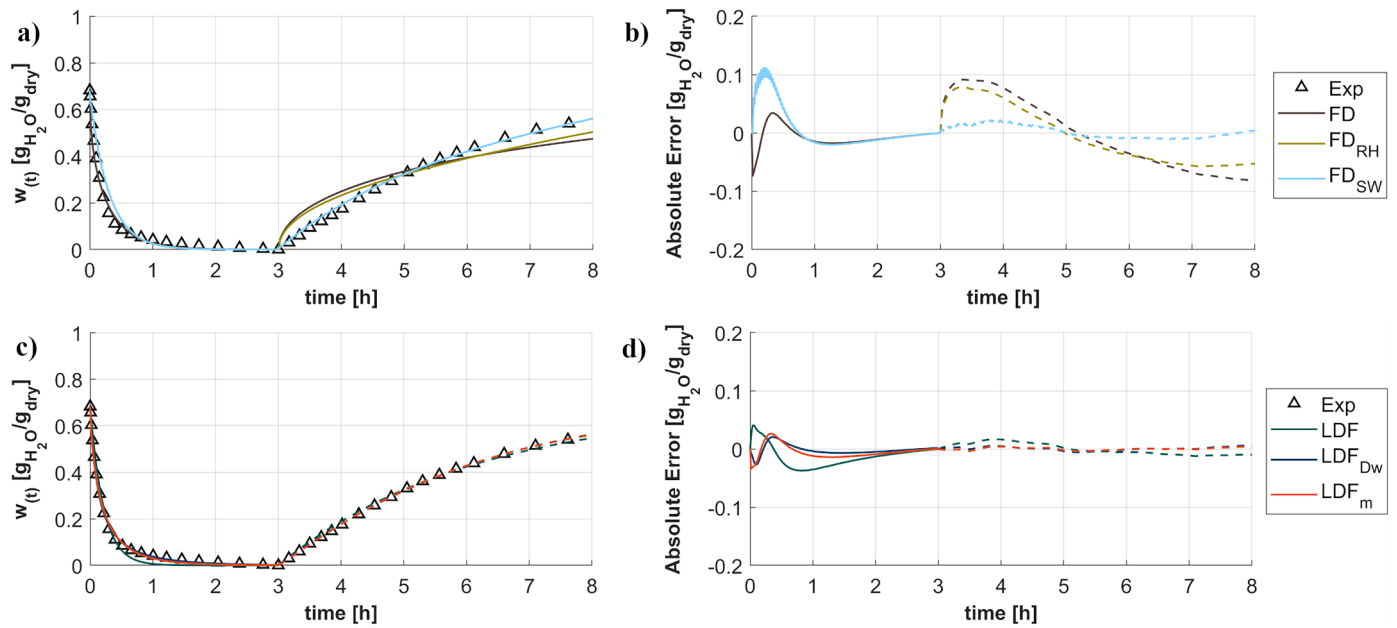 a)
w(t) [gH2O/gdry]
1
0.8
0.6
0.4
0.2
0
0 1 2 3 4 5 6 7 8
time [h]
b)
Absolute Error [gH2O/gdry]
0.2
0.1
0
-0.1
-0.2
0 1 2 3 4 5 6 7 8
time [h]
Exp
FD
FDRH
FDSW
c)
w(t) [gH2O/gdry]
1
0.8
0.6
0.4
0.2
0
0 1 2 3 4 5 6 7 8
time [h]
d)
Absolute Error [gH2O/gdry]
0.2
0.1
0
-0.1
-0.2
0 1 2 3 4 5 6 7 8
time [h]
Exp
LDF
LDFDw
LDFm